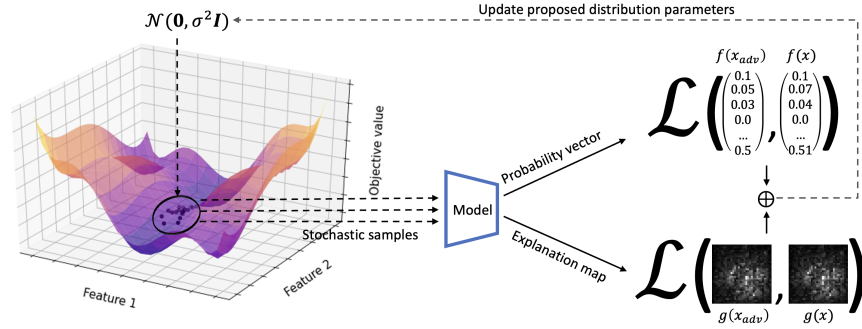 Update proposed distribution parameters
𝒩(𝟎, σ²𝑰)
Objective value
Feature 1
Feature 2
Stochastic samples
Model
Probability vector
Explanation map
f(x_adv) f(x)
ℒ ( , )
0.1 0.1
0.05 0.07
0.03 0.04
0.0 0.0
... ...
0.5 0.51
⊕
ℒ ( , )
g(x_adv) g(x)